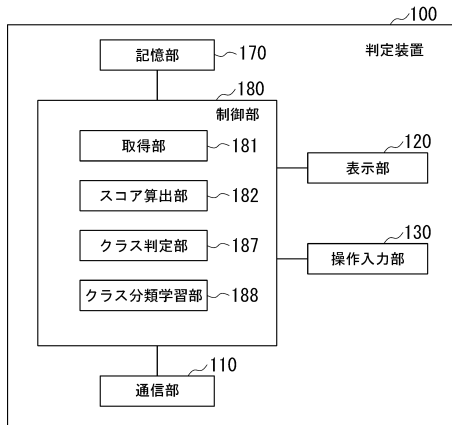 100
判定装置
記憶部
170
180
制御部
取得部
181
スコア算出部
182
クラス判定部
187
クラス分類学習部
188
120
表示部
130
操作入力部
110
通信部